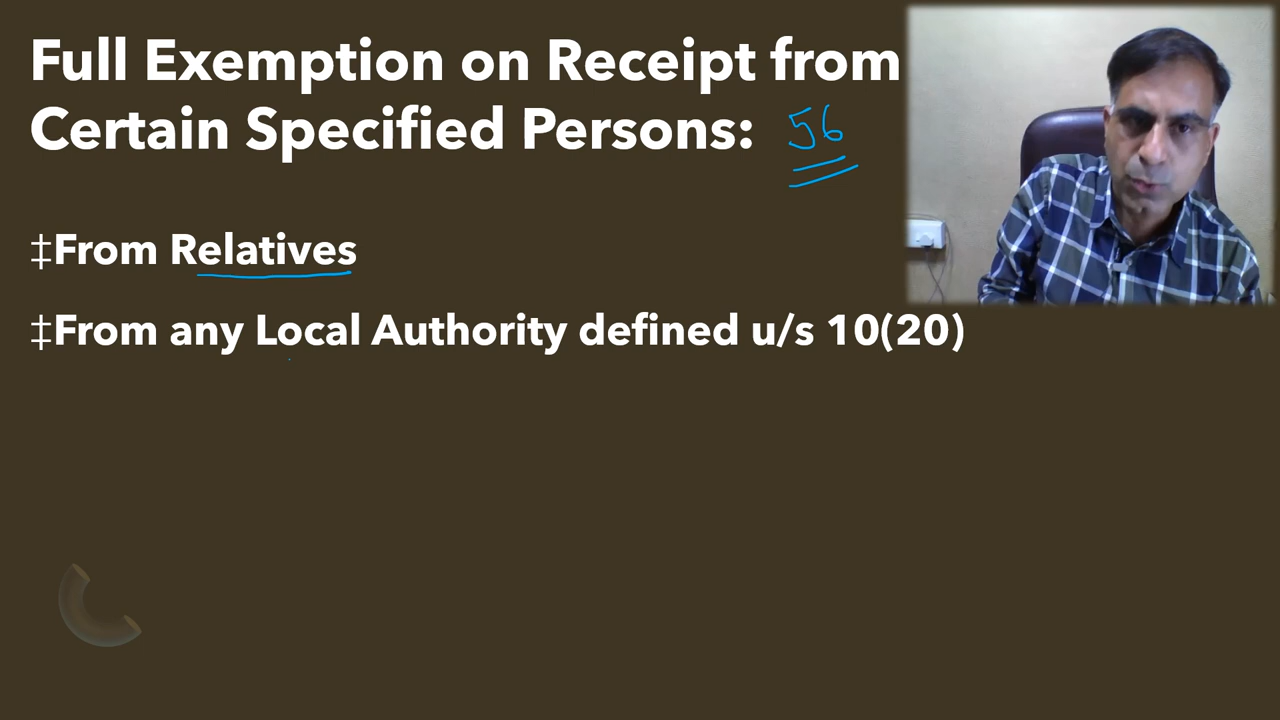 Full Exemption on Receipt from
Certain Specified Persons: 56
‡From Relatives
‡From any Local Authority defined u/s 10(20)